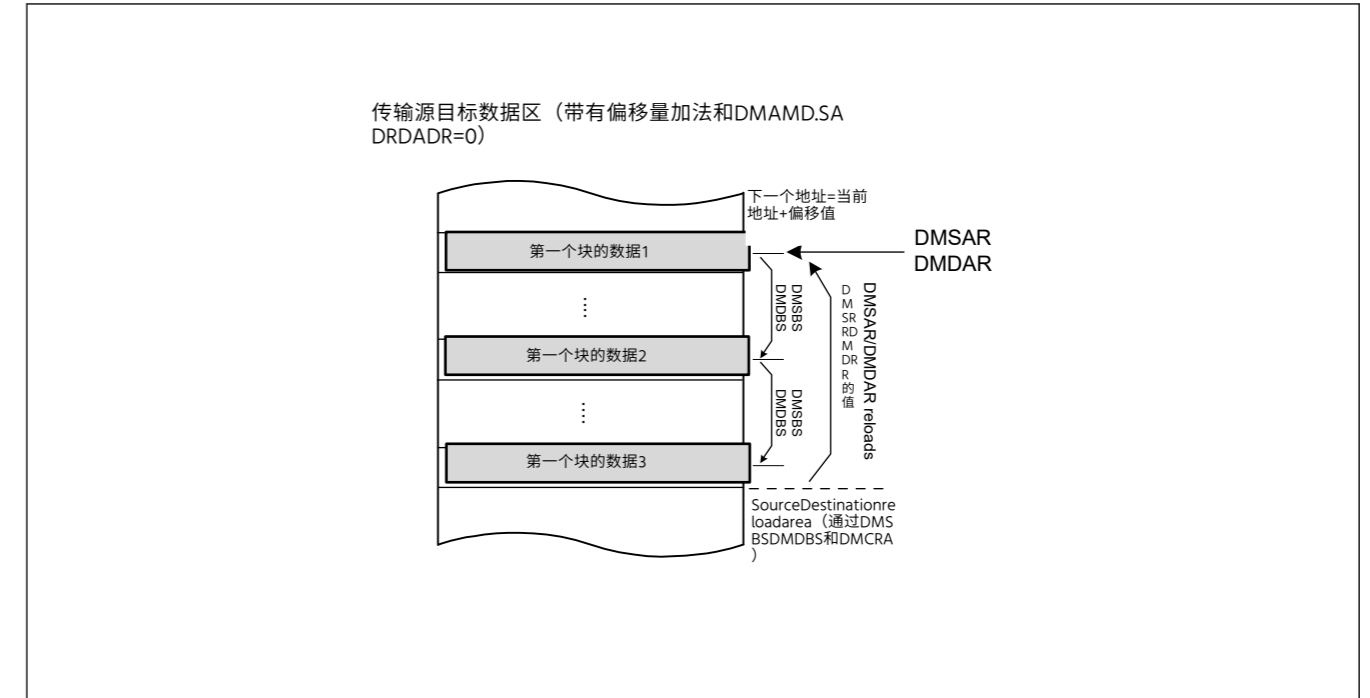 传输源目标数据区（带有偏移量加法和DMAMD.SA
DRDADR=0）
下一个地址=当前
地址+偏移值
DMSAR
DMDAR
第一个块的数据1
⋮
DMSBS
DMDBS
第一个块的数据2
⋮
DMSBS
DMDBS
第一个块的数据3
DMSAR/DMDAR reloads
D
M
SR
RD
M
DR
R
的
值
SourceDestinationre
loadarea（通过DMS
BSDMDBS和DMCRA
）